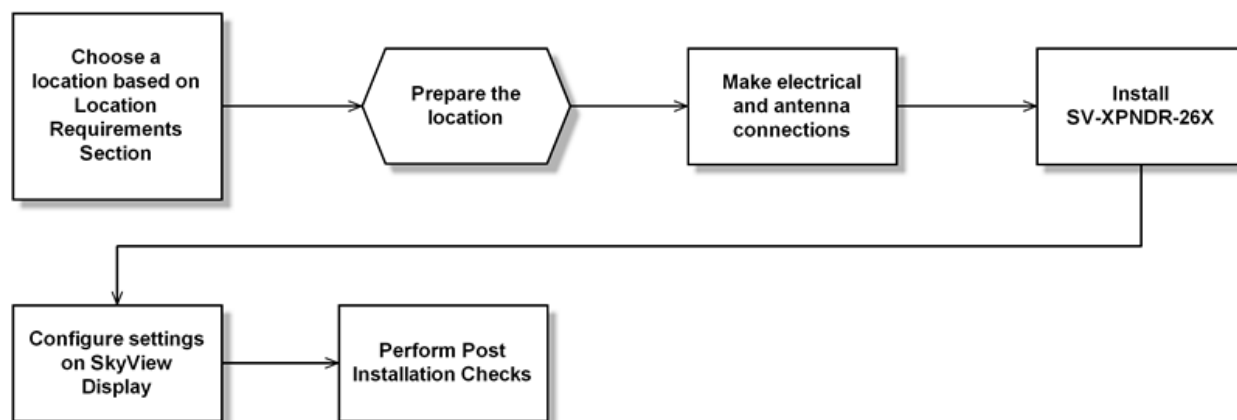 Choose a
location based on
Location
Requirements
Section
Prepare the
location
Make electrical
and antenna
connections
Install
SV-XPNDR-26X
Configure settings
on SkyView
Display
Perform Post
Installation Checks